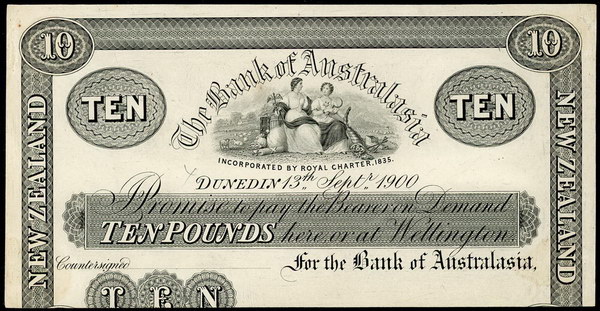 10 10
The Bank of Australasia
TEN TEN
INCORPORATED BY ROYAL CHARTER, 1835.
NEW ZEALAND NEW ZEALAND
DUNEDIN 13th Septr 1900
Promise to pay the Bearer on Demand
TEN POUNDS here or at Wellington
Countersigned For the Bank of Australasia,
TEN